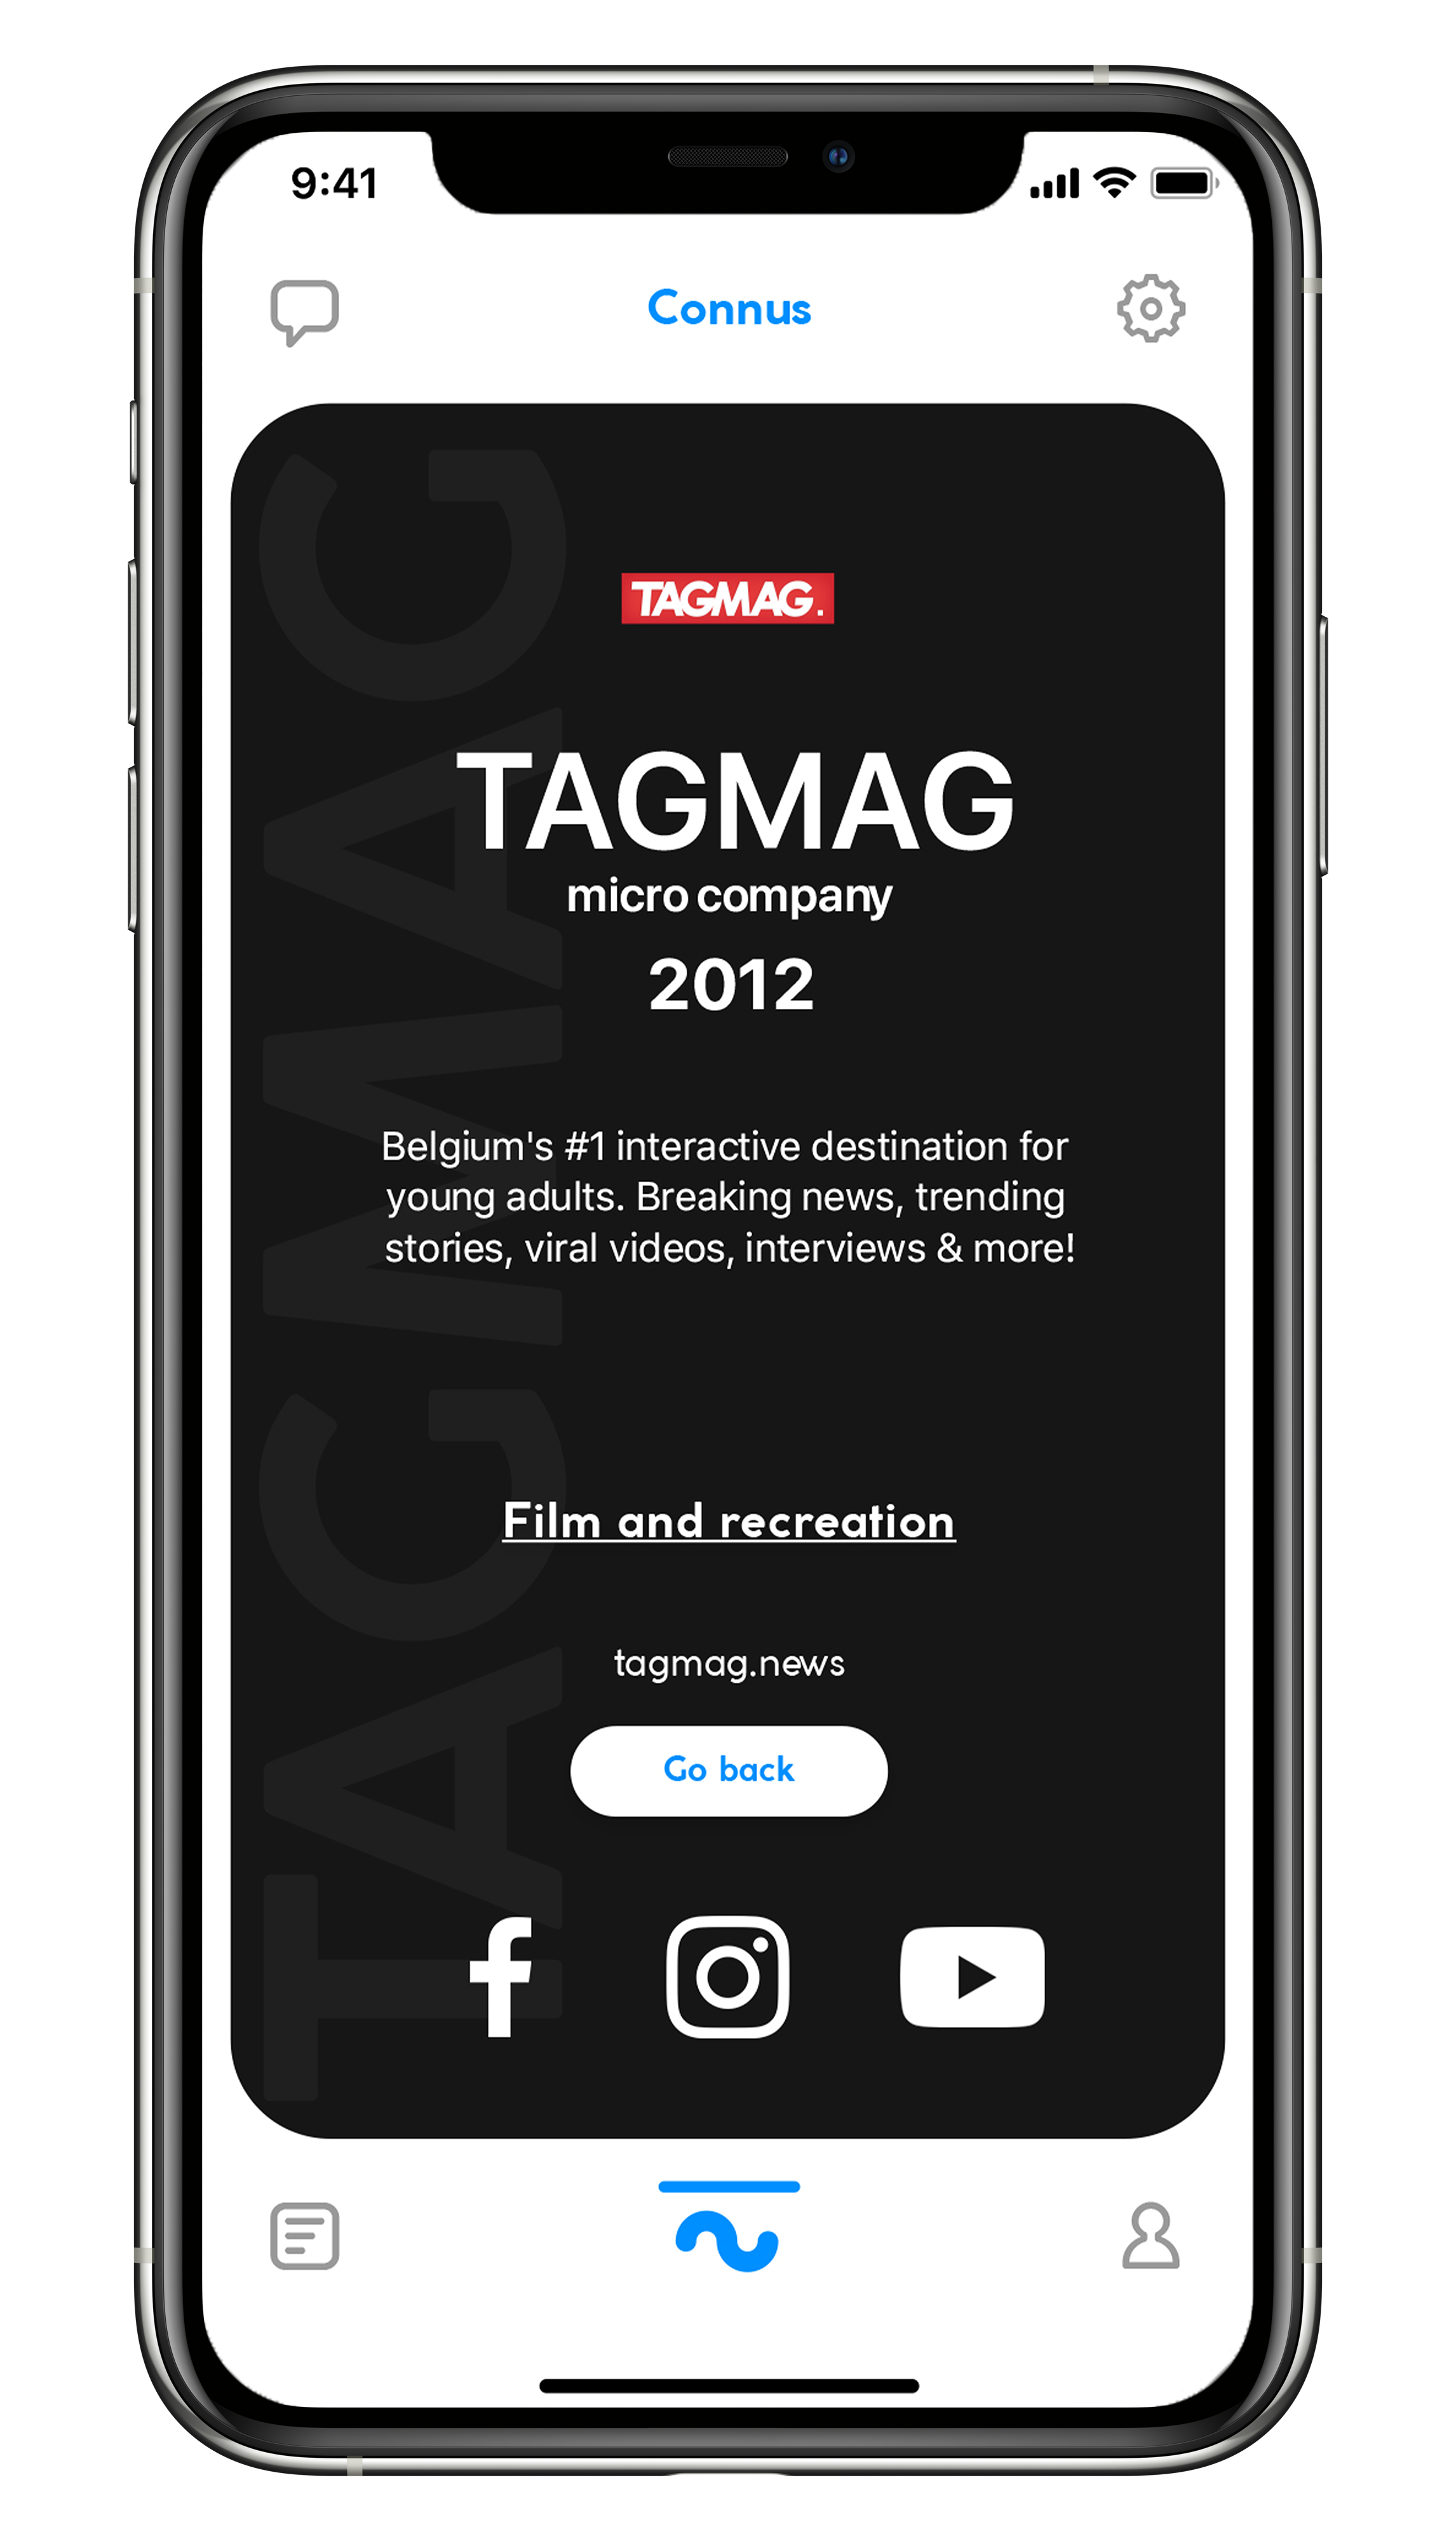 9:41
Connus
TAGMAG.
TAGMAG
TAGMAG
micro company
2012
Belgium's #1 interactive destination for
young adults. Breaking news, trending
stories, viral videos, interviews & more!
Film and recreation
tagmag.news
Go back